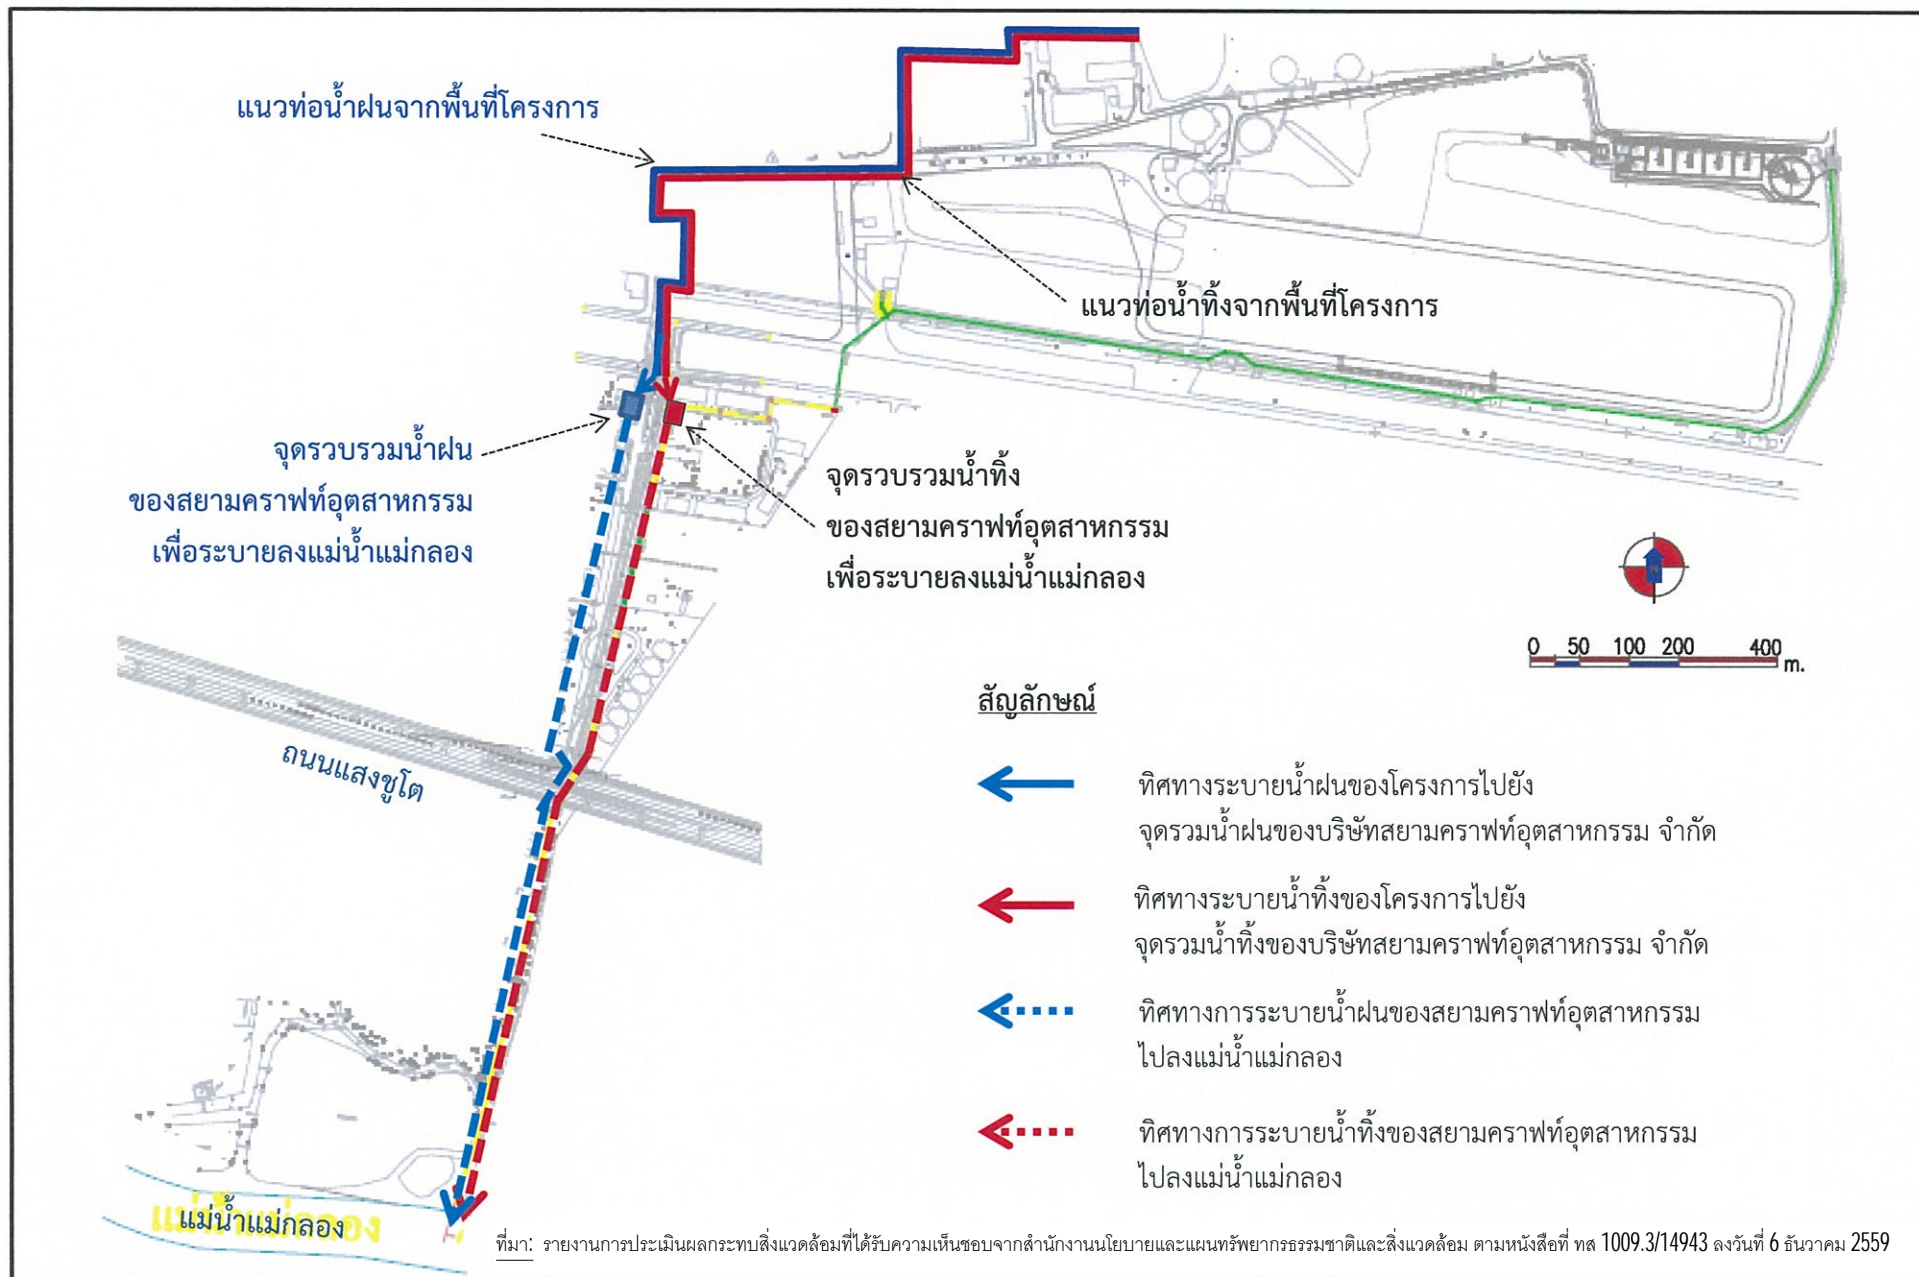 แนวท่อน้ำฝนจากพื้นที่โครงการ
แนวท่อน้ำทิ้งจากพื้นที่โครงการ
จุดรวบรวมน้ำฝน
ของสยามคราฟท์อุตสาหกรรม
เพื่อระบายลงแม่น้ำแม่กลอง
จุดรวบรวมน้ำทิ้ง
ของสยามคราฟท์อุตสาหกรรม
เพื่อระบายลงแม่น้ำแม่กลอง
0 50 100 200 400 m.
ถนนแสงชูโต
สัญลักษณ์
ทิศทางระบายน้ำฝนของโครงการไปยัง
จุดรวมน้ำฝนของบริษัทสยามคราฟท์อุตสาหกรรม จำกัด
ทิศทางระบายน้ำทิ้งของโครงการไปยัง
จุดรวมน้ำทิ้งของบริษัทสยามคราฟท์อุตสาหกรรม จำกัด
ทิศทางการระบายน้ำฝนของสยามคราฟท์อุตสาหกรรม
ไปลงแม่น้ำแม่กลอง
ทิศทางการระบายน้ำทิ้งของสยามคราฟท์อุตสาหกรรม
ไปลงแม่น้ำแม่กลอง
แม่น้ำแม่กลอง
ที่มา: รายงานการประเมินผลกระทบสิ่งแวดล้อมที่ได้รับความเห็นชอบจากสำนักงานนโยบายและแผนทรัพยากรธรรมชาติและสิ่งแวดล้อม ตามหนังสือที่ ทส 1009.3/14943 ลงวันที่ 6 ธันวาคม 2559